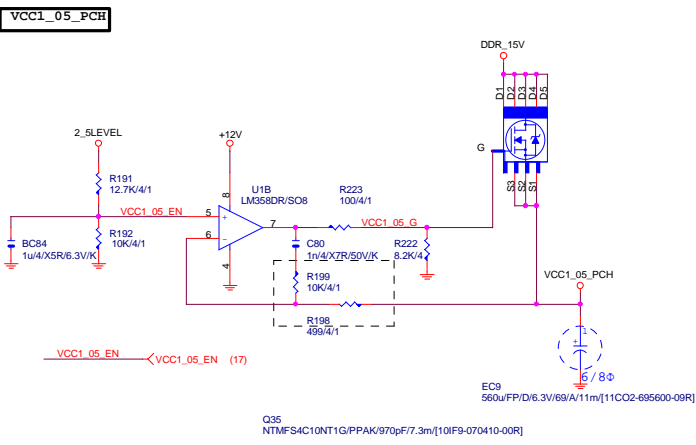 VCC1_05_PCH
DDR_15V
D1
D2
D3
D4
D5
G
S3
S2
S1
2_5LEVEL
+12V
R191
12.7K/4/1
U1B
LM358DR/SO8
R223
100/4/1
VCC1_05_EN
5
+
8
7
VCC1_05_G
6
-
4
BC84
1u/4/X5R/6.3V/K
R192
10K/4/1
C80
1n/4/X7R/50V/K
R222
8.2K/4
R199
10K/4/1
VCC1_05_PCH
R198
499/4/1
1
+
6/8Φ
VCC1_05_EN
VCC1_05_EN (17)
EC9
560u/FP/D/6.3V/69/A/11m/[11CO2-695600-09R]
Q35
NTMFS4C10NT1G/PPAK/970pF/7.3m/[10IF9-070410-00R]